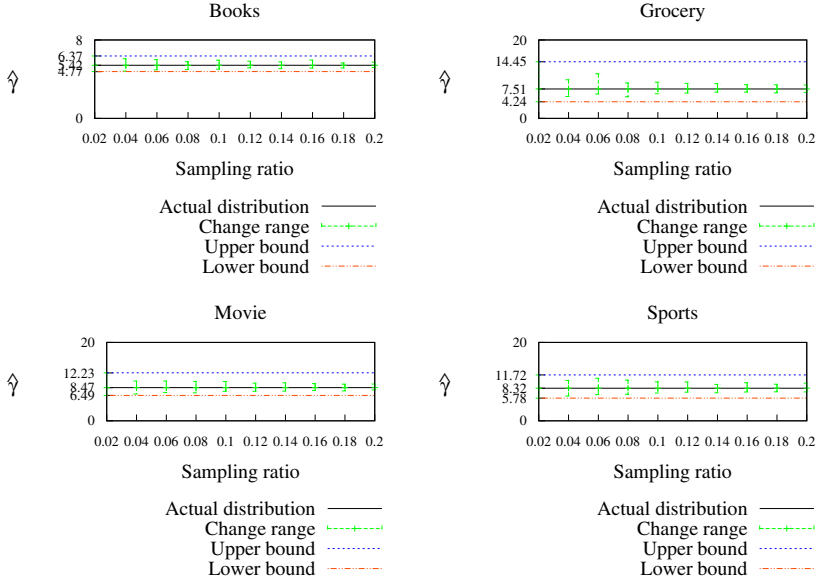 Books
8
6.37
5.42
4.77
0
γ̂
0.02 0.04 0.06 0.08 0.1 0.12 0.14 0.16 0.18 0.2
Sampling ratio
Actual distribution
Change range
Upper bound
Lower bound
Grocery
20
14.45
7.51
4.24
0
γ̂
0.02 0.04 0.06 0.08 0.1 0.12 0.14 0.16 0.18 0.2
Sampling ratio
Actual distribution
Change range
Upper bound
Lower bound
Movie
20
12.23
8.47
6.49
0
γ̂
0.02 0.04 0.06 0.08 0.1 0.12 0.14 0.16 0.18 0.2
Sampling ratio
Actual distribution
Change range
Upper bound
Lower bound
Sports
20
11.72
8.32
5.78
0
γ̂
0.02 0.04 0.06 0.08 0.1 0.12 0.14 0.16 0.18 0.2
Sampling ratio
Actual distribution
Change range
Upper bound
Lower bound